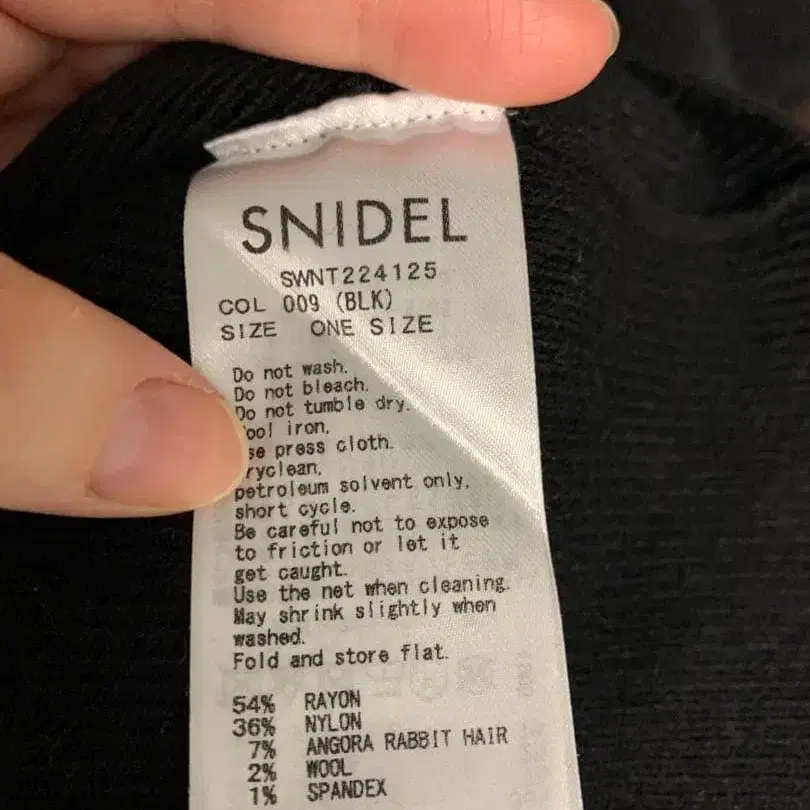 SNIDEL
SWNT224125
COL 009 (BLK)
SIZE ONE SIZE
Do not wash.
Do not bleach.
Do not tumble dry.
ool iron,
se press cloth.
ryclean,
petroleum solvent only,
short cycle.
Be careful not to expose
to friction or let it
get caught.
Use the net when cleaning.
May shrink slightly when
washed.
Fold and store flat.
54% RAYON
36% NYLON
7% ANGORA RABBIT HAIR
2% WOOL
1% SPANDEX